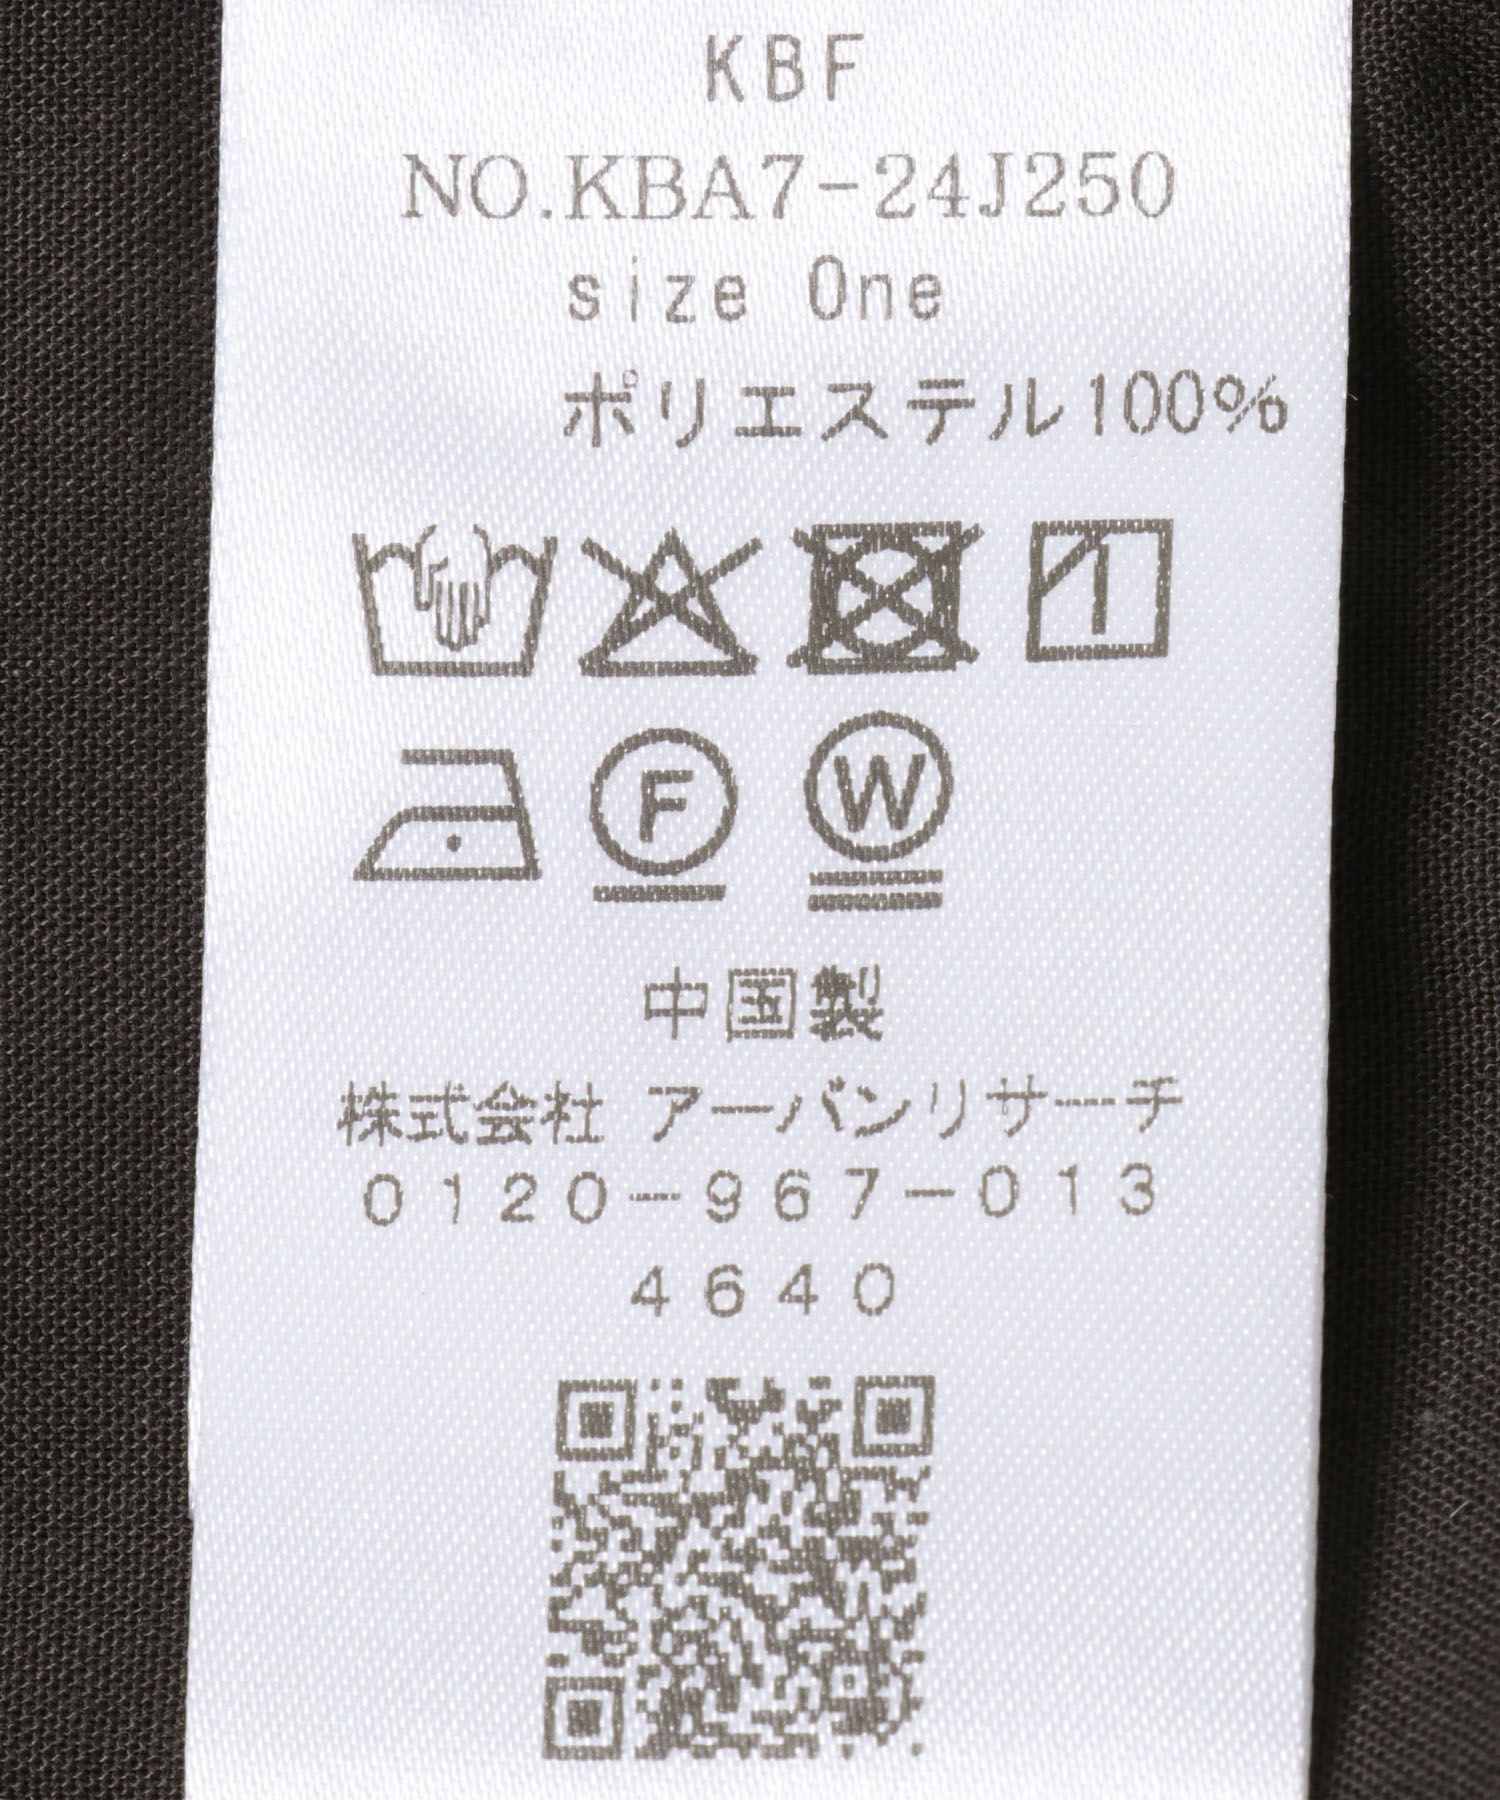 KBF
NO.KBA7-24J250
size One
ポリエステル100%
F W
中国製
株式会社 アーバンリサーチ
0120-967-013
4640